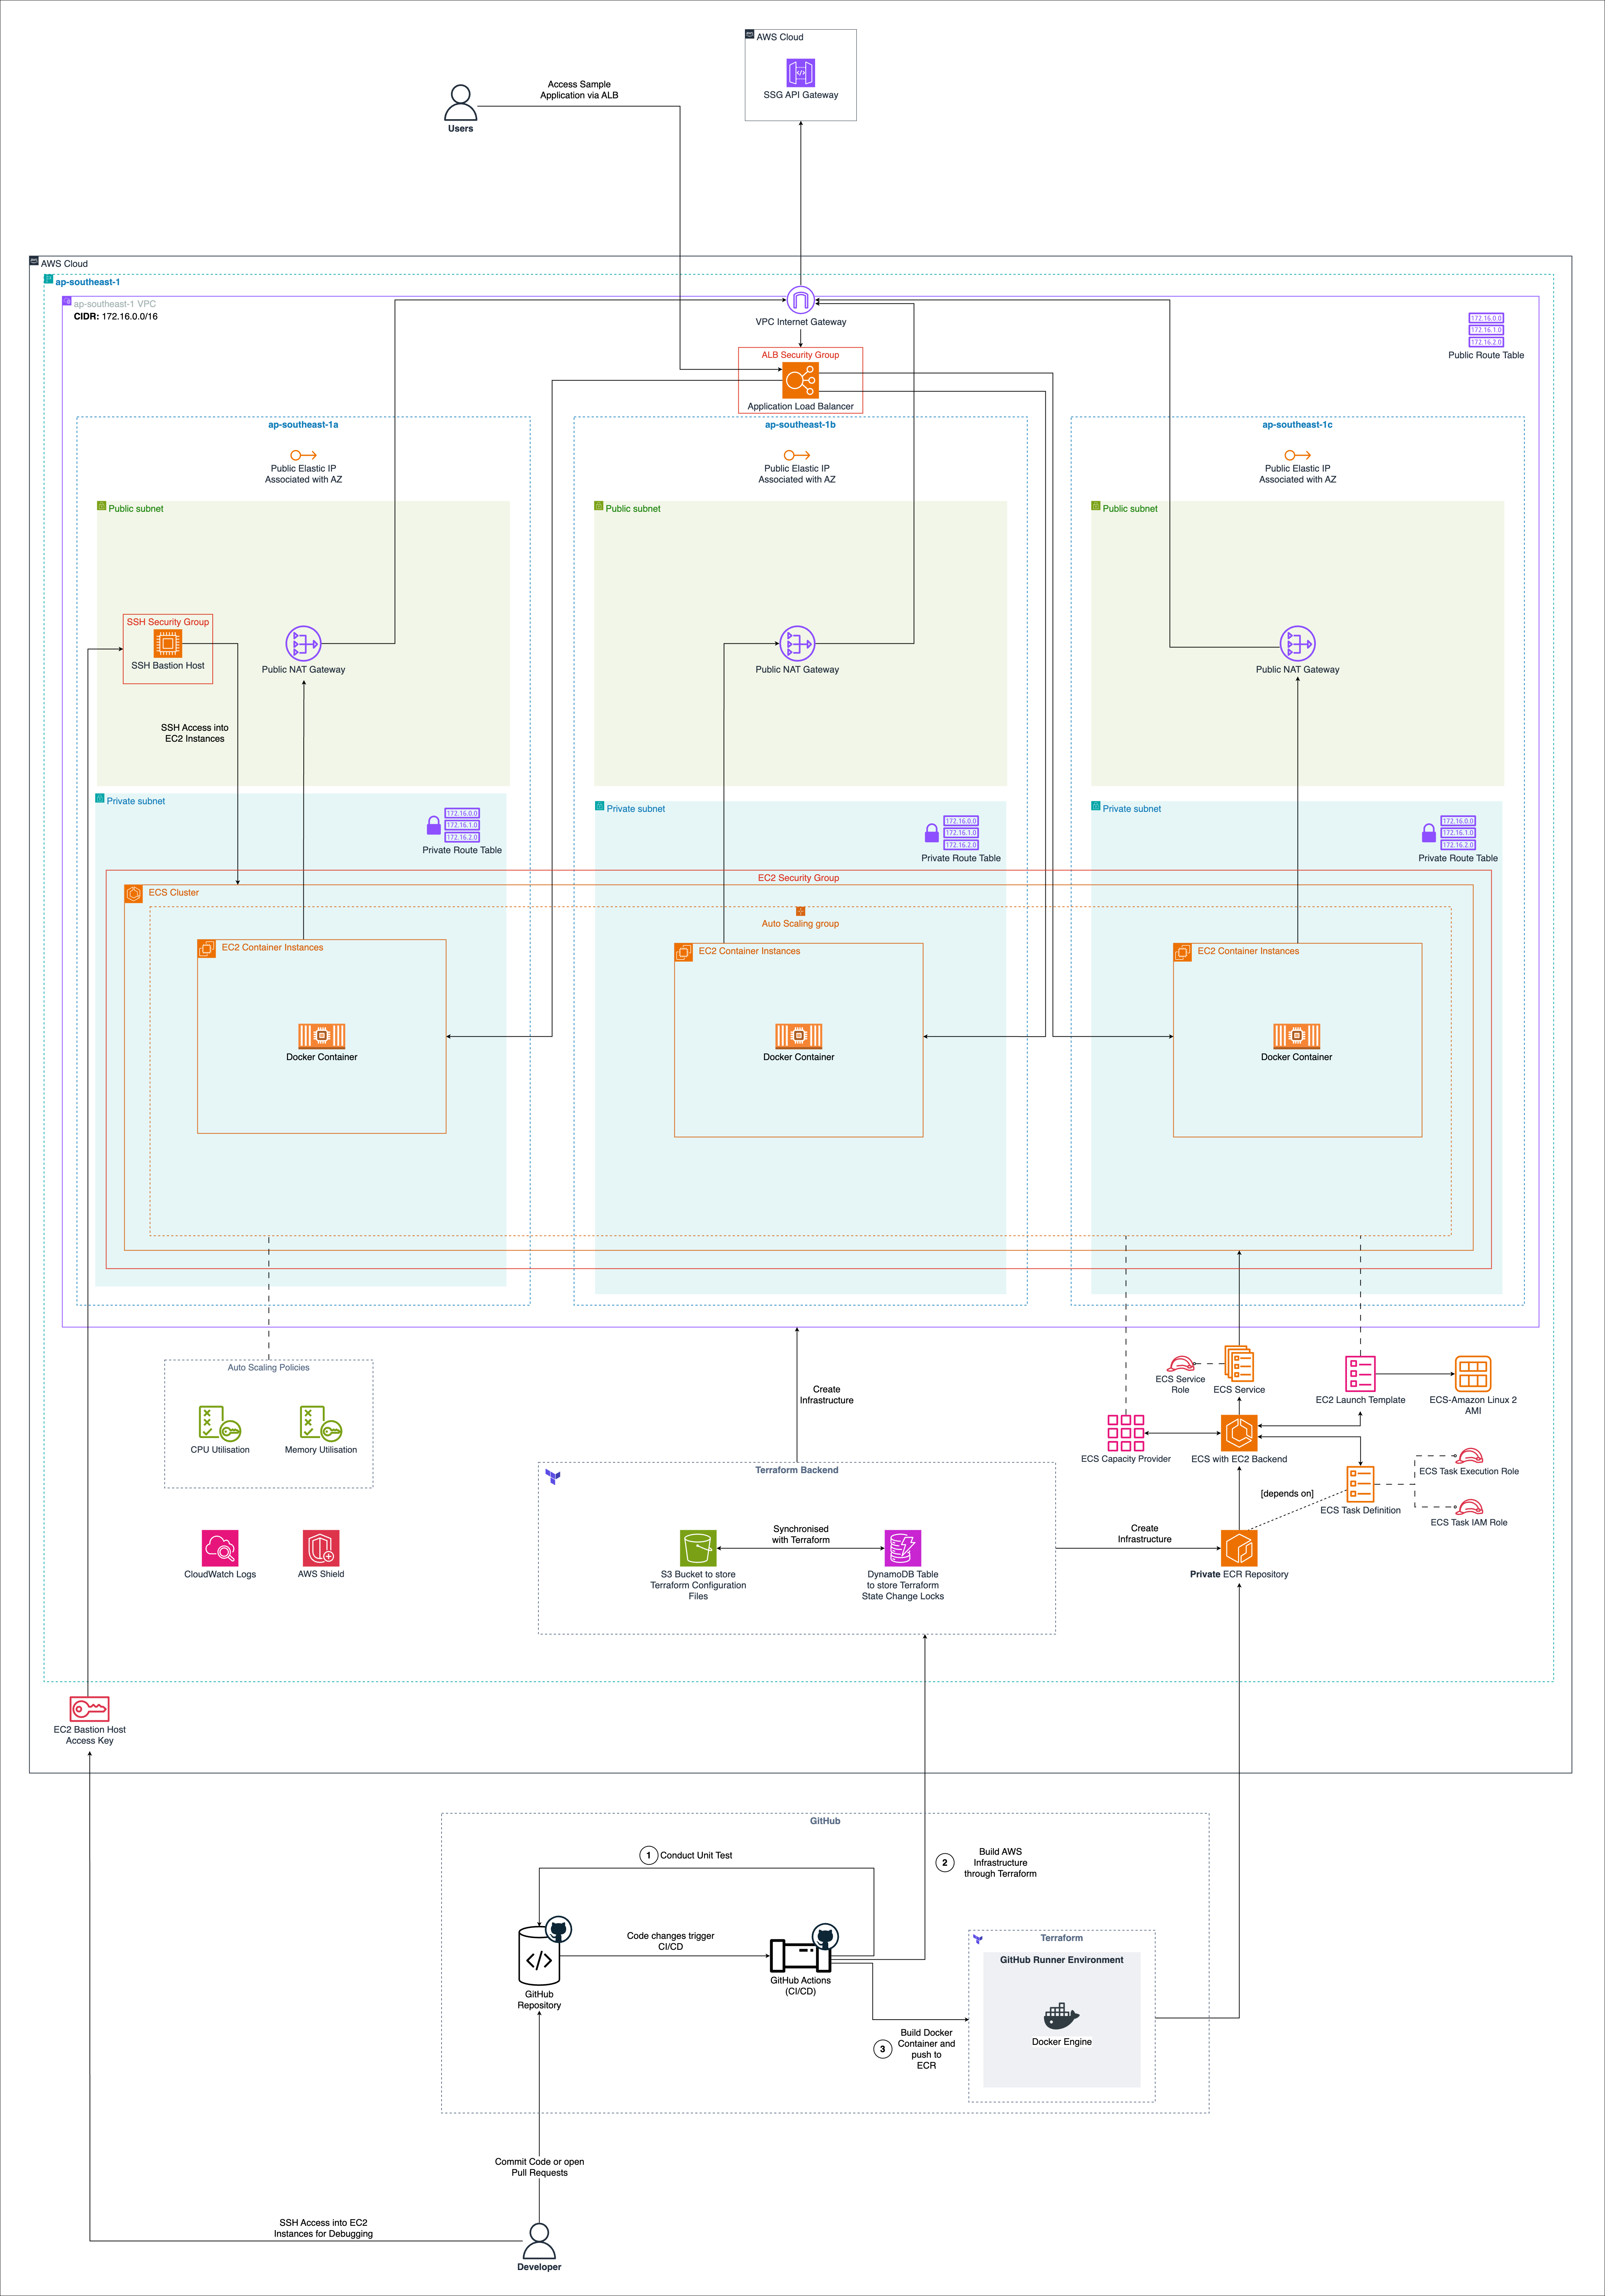 AWS Cloud
SSG API Gateway
Access Sample
Application via ALB
Users
AWS Cloud
ap-southeast-1
ap-southeast-1 VPC
CIDR: 172.16.0.0/16
VPC Internet Gateway
172.16.0.0
172.16.1.0
172.16.2.0
Public Route Table
ALB Security Group
Application Load Balancer
ap-southeast-1a
Public Elastic IP
Associated with AZ
ap-southeast-1b
Public Elastic IP
Associated with AZ
ap-southeast-1c
Public Elastic IP
Associated with AZ
Public subnet
Public subnet
Public subnet
SSH Security Group
SSH Bastion Host
Public NAT Gateway
Public NAT Gateway
Public NAT Gateway
SSH Access into
EC2 Instances
Private subnet
172.16.0.0
172.16.1.0
172.16.2.0
Private Route Table
Private subnet
172.16.0.0
172.16.1.0
172.16.2.0
Private Route Table
Private subnet
172.16.0.0
172.16.1.0
172.16.2.0
Private Route Table
EC2 Security Group
ECS Cluster
Auto Scaling group
EC2 Container Instances
Docker Container
EC2 Container Instances
Docker Container
EC2 Container Instances
Docker Container
Auto Scaling Policies
CPU Utilisation
Memory Utilisation
CloudWatch Logs
AWS Shield
Create
Infrastructure
Terraform Backend
Synchronised
with Terraform
S3 Bucket to store
Terraform Configuration
Files
DynamoDB Table
to store Terraform
State Change Locks
Create
Infrastructure
ECS Service
Role
ECS Service
EC2 Launch Template
ECS-Amazon Linux 2
AMI
ECS Capacity Provider
ECS with EC2 Backend
ECS Task Execution Role
[depends on]
ECS Task Definition
ECS Task IAM Role
Private ECR Repository
EC2 Bastion Host
Access Key
GitHub
1
Conduct Unit Test
2
Build AWS
Infrastructure
through Terraform
Code changes trigger
CI/CD
GitHub
Repository
GitHub Actions
(CI/CD)
Terraform
GitHub Runner Environment
Docker Engine
3
Build Docker
Container and
push to
ECR
Commit Code or open
Pull Requests
SSH Access into EC2
Instances for Debugging
Developer